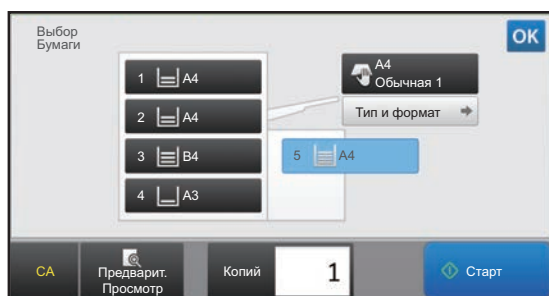 Выбор
Бумаги
OK
1 A4
2 A4
3 B4
4 A3
A4
Обычная 1
Тип и формат
5 A4
CA
Предварит.
Просмотр
Копий
1
Старт